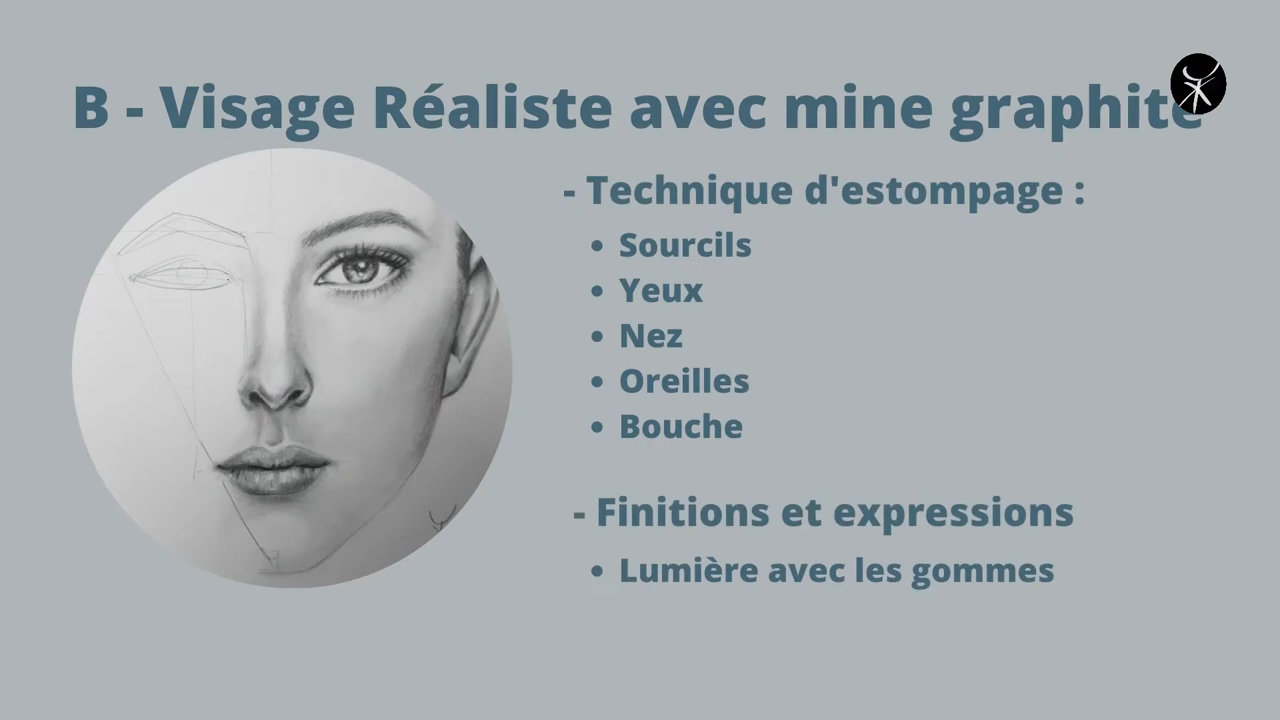 B - Visage Réaliste avec mine graphite
- Technique d'estompage :
• Sourcils
• Yeux
• Nez
• Oreilles
• Bouche
- Finitions et expressions
• Lumière avec les gommes